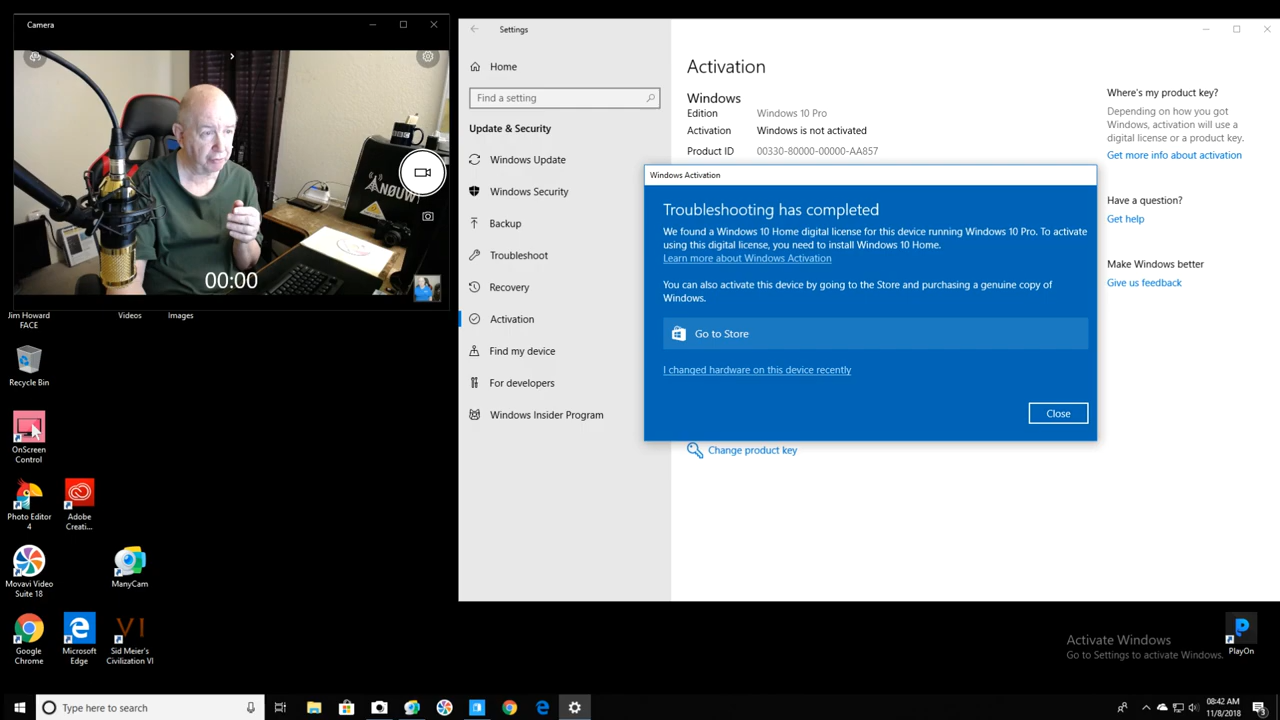 Camera
00:00
ANOUW
Jim Howard
FACE
Videos
Images
Recycle Bin
OnScreen
Control
Photo Editor
4
Adobe
Creati...
Movavi Video
Suite 18
ManyCam
Google
Chrome
Microsoft
Edge
VI
Sid Meier's
Civilization VI
Settings
Home
Find a setting
Update & Security
Windows Update
Windows Security
Backup
Troubleshoot
Recovery
Activation
Find my device
For developers
Windows Insider Program
Activation
Windows
Edition Windows 10 Pro
Activation Windows is not activated
Product ID 00330-80000-00000-AA857
Windows Activation
Troubleshooting has completed
We found a Windows 10 Home digital license for this device running Windows 10 Pro. To activate
using this digital license, you need to install Windows 10 Home.
Learn more about Windows Activation
You can also activate this device by going to the Store and purchasing a genuine copy of
Windows.
Go to Store
I changed hardware on this device recently
Close
Change product key
Where's my product key?
Depending on how you got
Windows, activation will use a
digital license or a product key.
Get more info about activation
Have a question?
Get help
Make Windows better
Give us feedback
Activate Windows
Go to Settings to activate Windows.
PlayOn
Type here to search
08:42 AM
11/8/2018
3